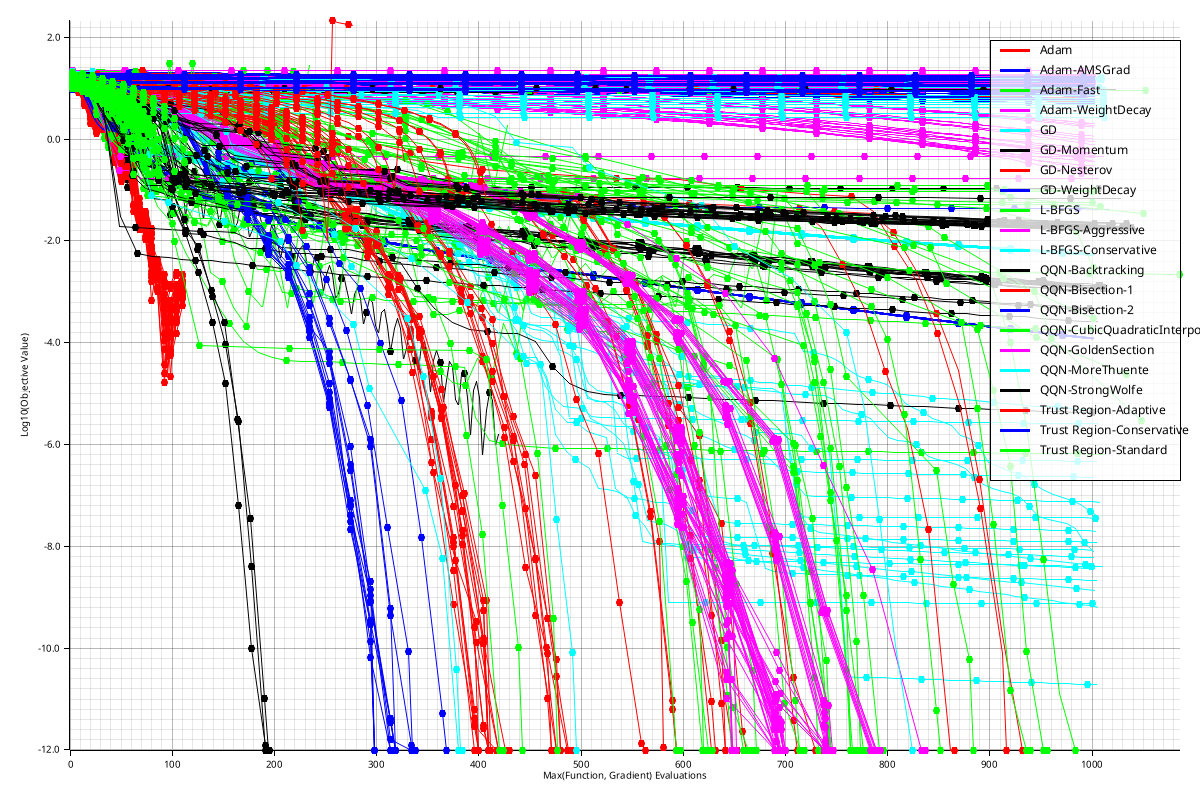 2.0
0.0
-2.0
-4.0
-6.0
-8.0
-10.0
-12.0
Log10(Objective Value)
0 100 200 300 400 500 600 700 800 900 1000
Max(Function, Gradient) Evaluations
Adam
Adam-AMSGrad
Adam-Fast
Adam-WeightDecay
GD
GD-Momentum
GD-Nesterov
GD-WeightDecay
L-BFGS
L-BFGS-Aggressive
L-BFGS-Conservative
QQN-Backtracking
QQN-Bisection-1
QQN-Bisection-2
QQN-CubicQuadraticInterpo
QQN-GoldenSection
QQN-MoreThuente
QQN-StrongWolfe
Trust Region-Adaptive
Trust Region-Conservative
Trust Region-Standard